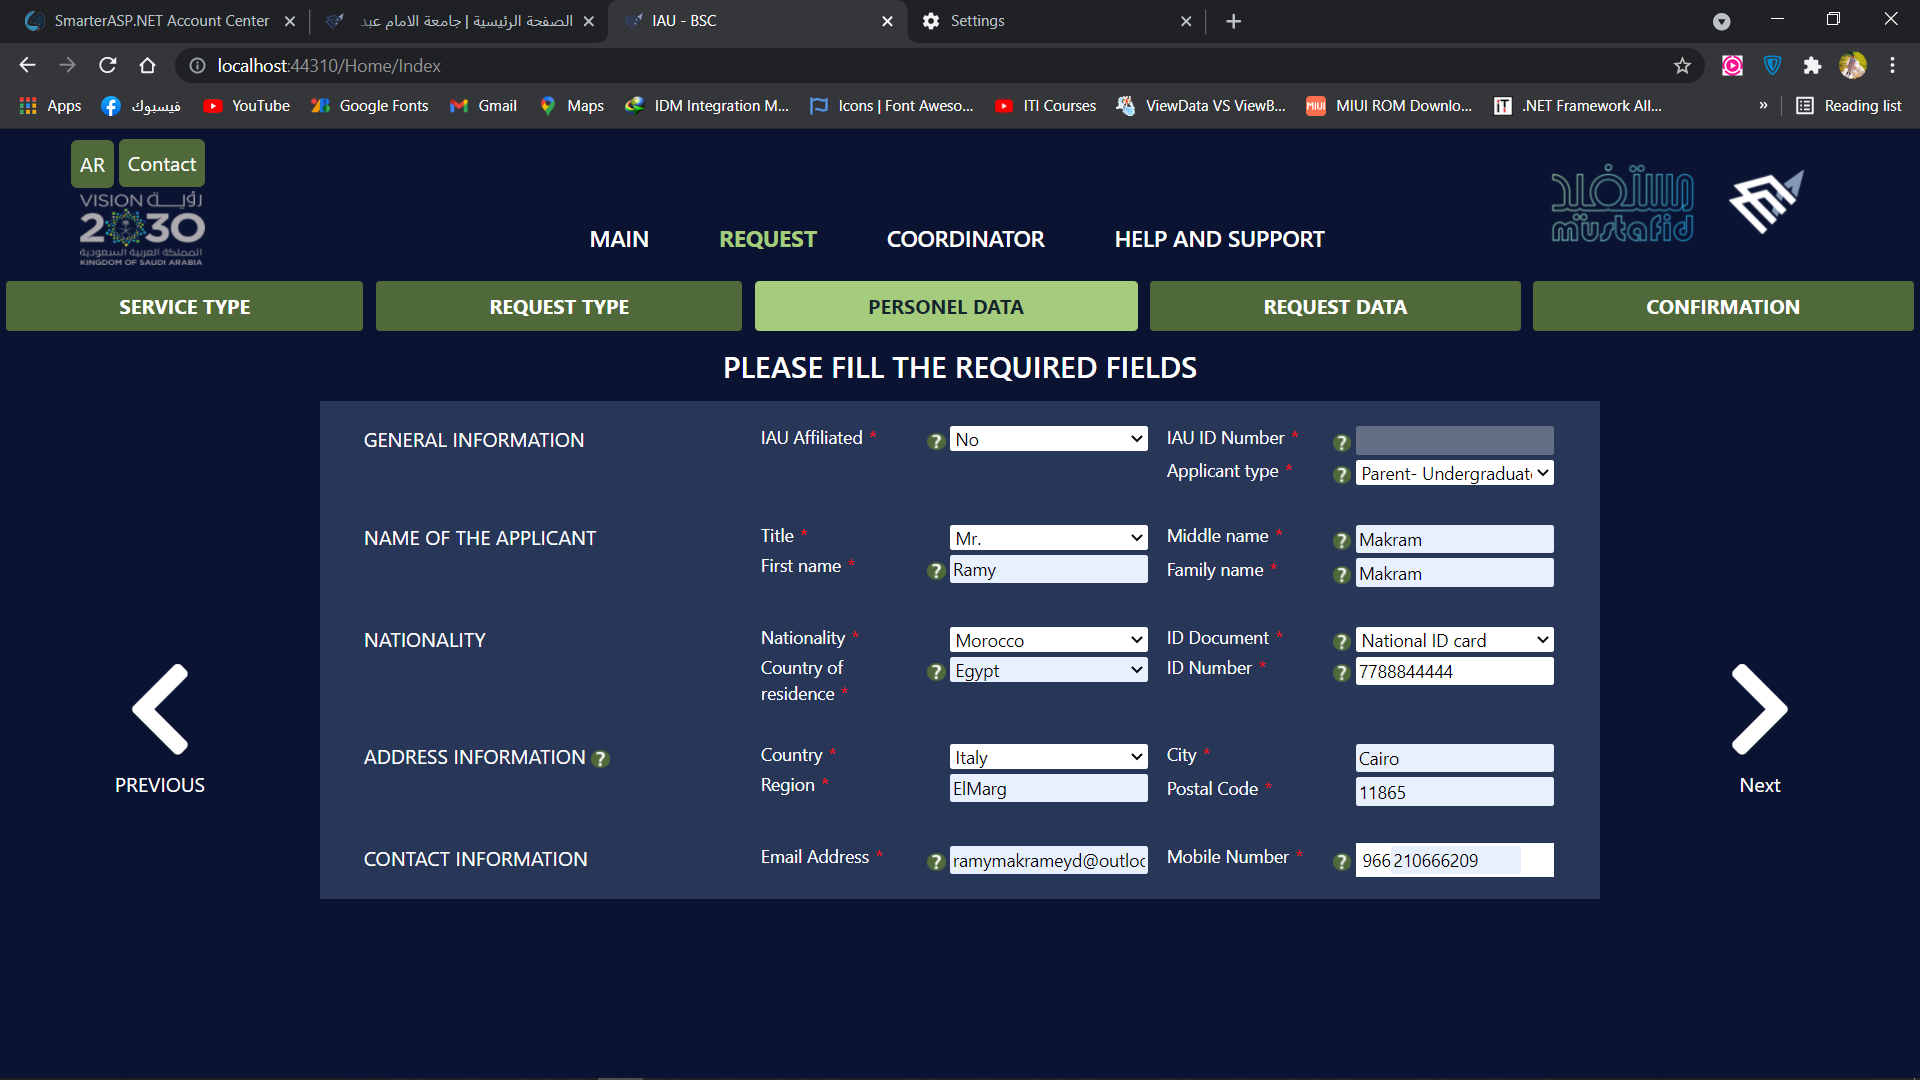 SmarterASP.NET Account Center
الصفحة الرئيسية | جامعة الامام عبد
IAU - BSC
Settings
localhost:44310/Home/Index
Apps
فيسبوك
YouTube
Google Fonts
Gmail
Maps
IDM Integration M...
Icons | Font Aweso...
ITI Courses
ViewData VS ViewB...
MIUI ROM Downlo...
.NET Framework All...
»
Reading list
AR
Contact
VISION رؤيـــة
2030
المملكة العربية السعودية
KINGDOM OF SAUDI ARABIA
MAIN
REQUEST
COORDINATOR
HELP AND SUPPORT
مستفيد
mustafid
SERVICE TYPE
REQUEST TYPE
PERSONEL DATA
REQUEST DATA
CONFIRMATION
PLEASE FILL THE REQUIRED FIELDS
GENERAL INFORMATION
IAU Affiliated *
? No
IAU ID Number *
?
Applicant type *
? Parent- Undergraduat
NAME OF THE APPLICANT
Title *
Mr.
Middle name *
? Makram
First name *
? Ramy
Family name *
? Makram
NATIONALITY
Nationality *
Morocco
ID Document *
? National ID card
Country of
residence *
? Egypt
ID Number *
? 7788844444
ADDRESS INFORMATION ?
Country *
Italy
City *
Cairo
Region *
ElMarg
Postal Code *
11865
CONTACT INFORMATION
Email Address *
? ramymakrameyd@outloc
Mobile Number *
? 966 210666209
PREVIOUS
Next